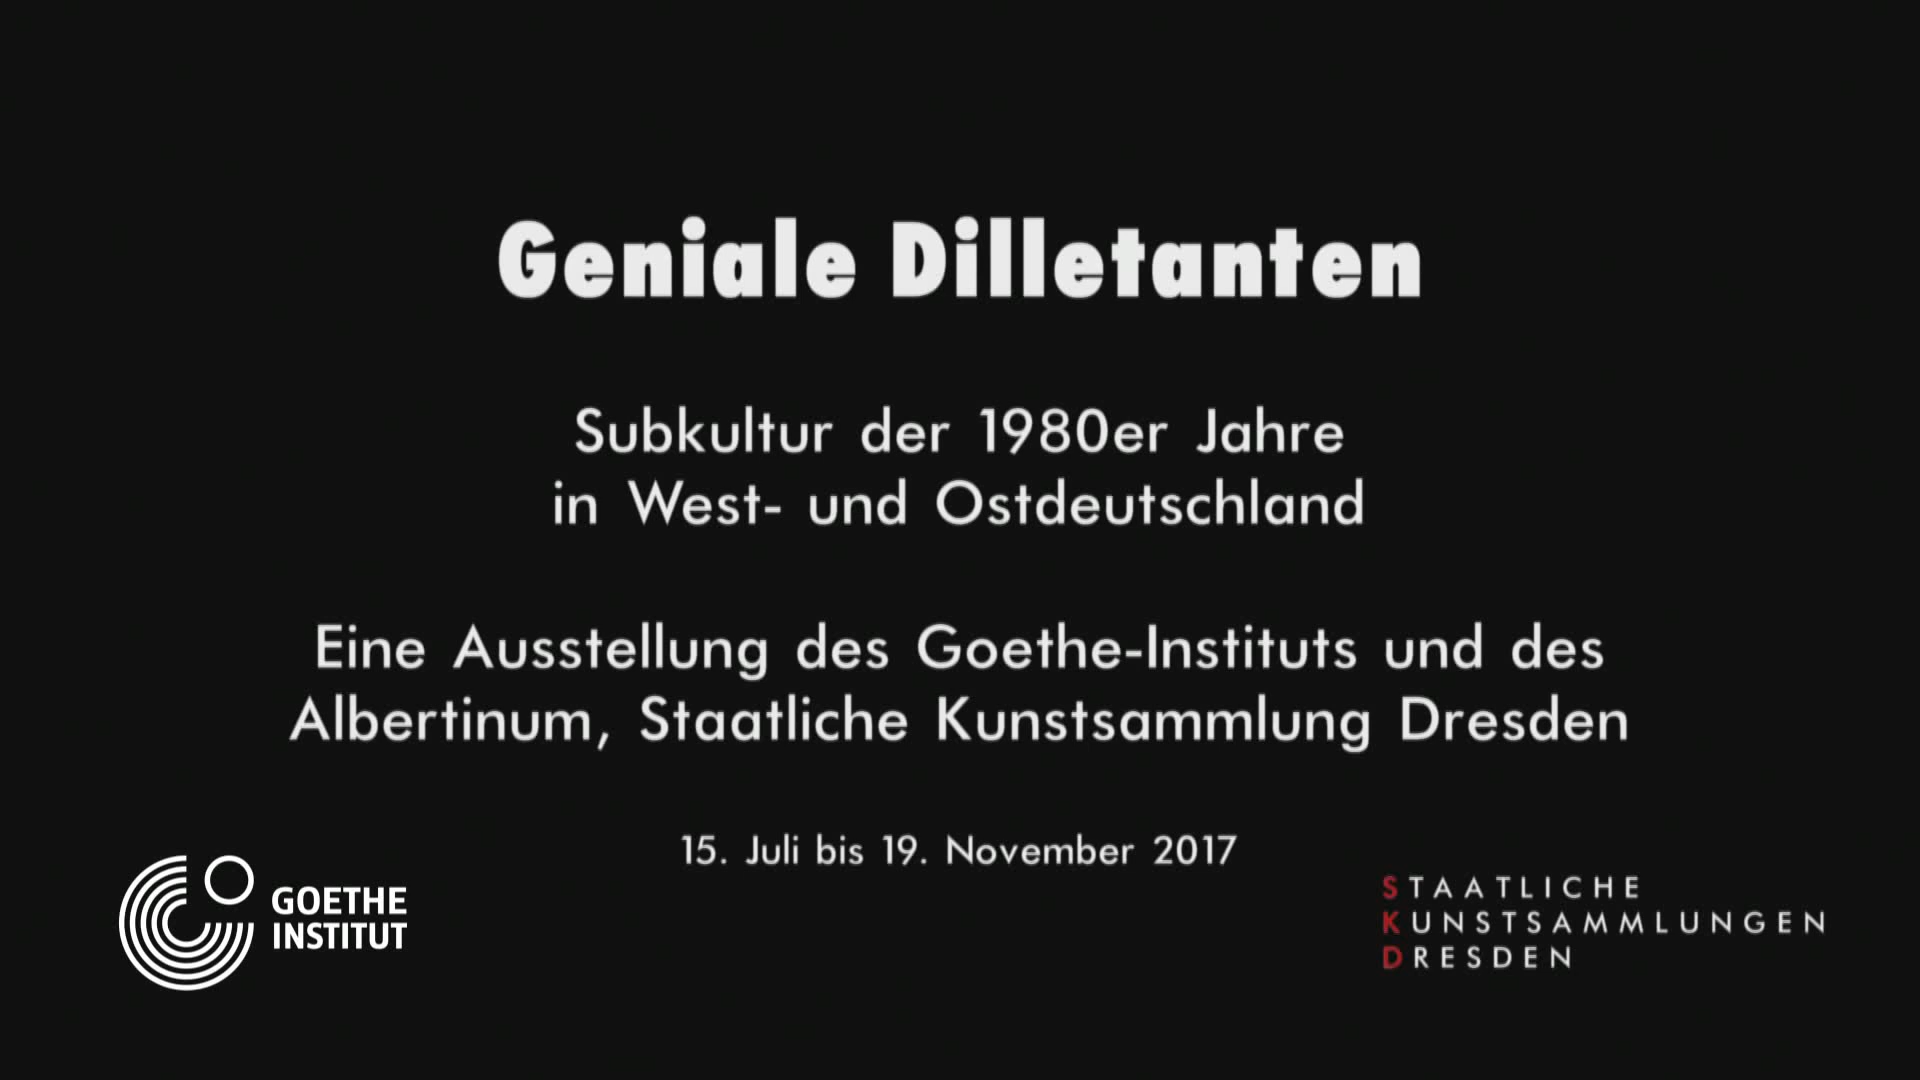 Geniale Dilletanten
Subkultur der 1980er Jahre
in West- und Ostdeutschland
Eine Ausstellung des Goethe-Instituts und des
Albertinum, Staatliche Kunstsammlung Dresden
15. Juli bis 19. November 2017
GOETHE
INSTITUT
STAATLICHE
KUNSTSAMMLUNGEN
DRESDEN